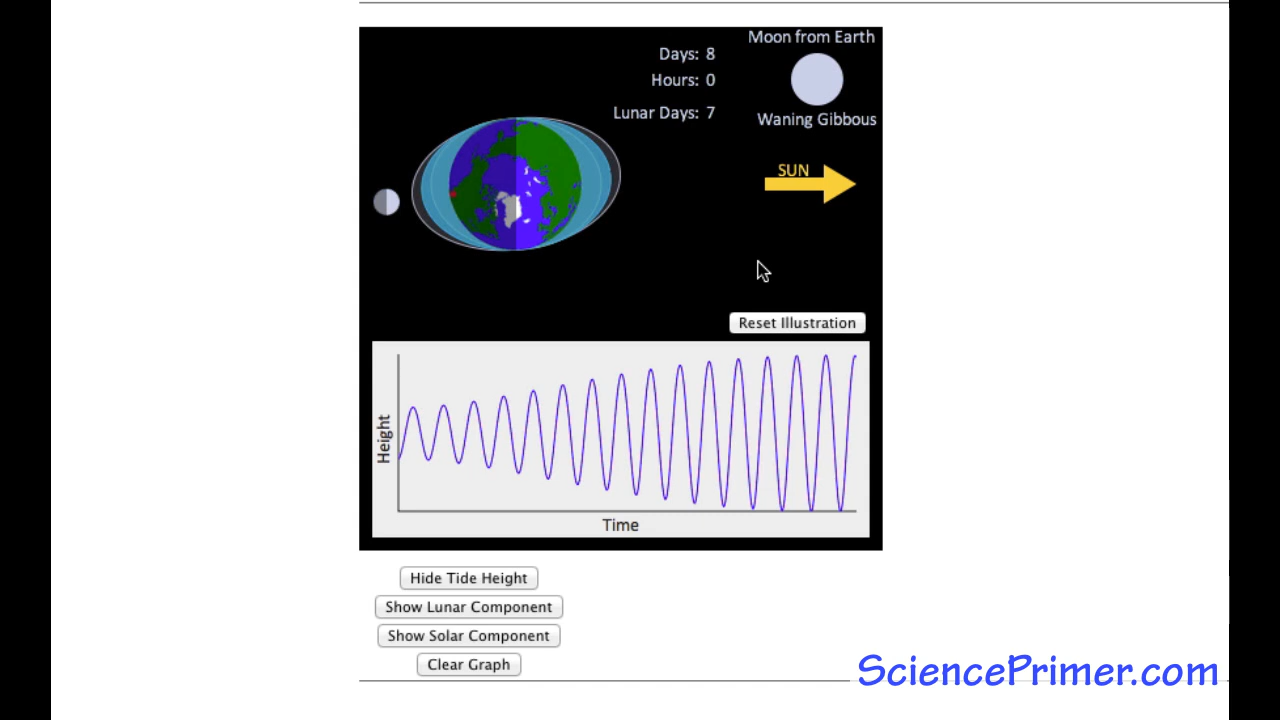 Moon from Earth
Days: 8
Hours: 0
Lunar Days: 7
Waning Gibbous
SUN
Reset Illustration
Height
Time
Hide Tide Height
Show Lunar Component
Show Solar Component
Clear Graph
SciencePrimer.com